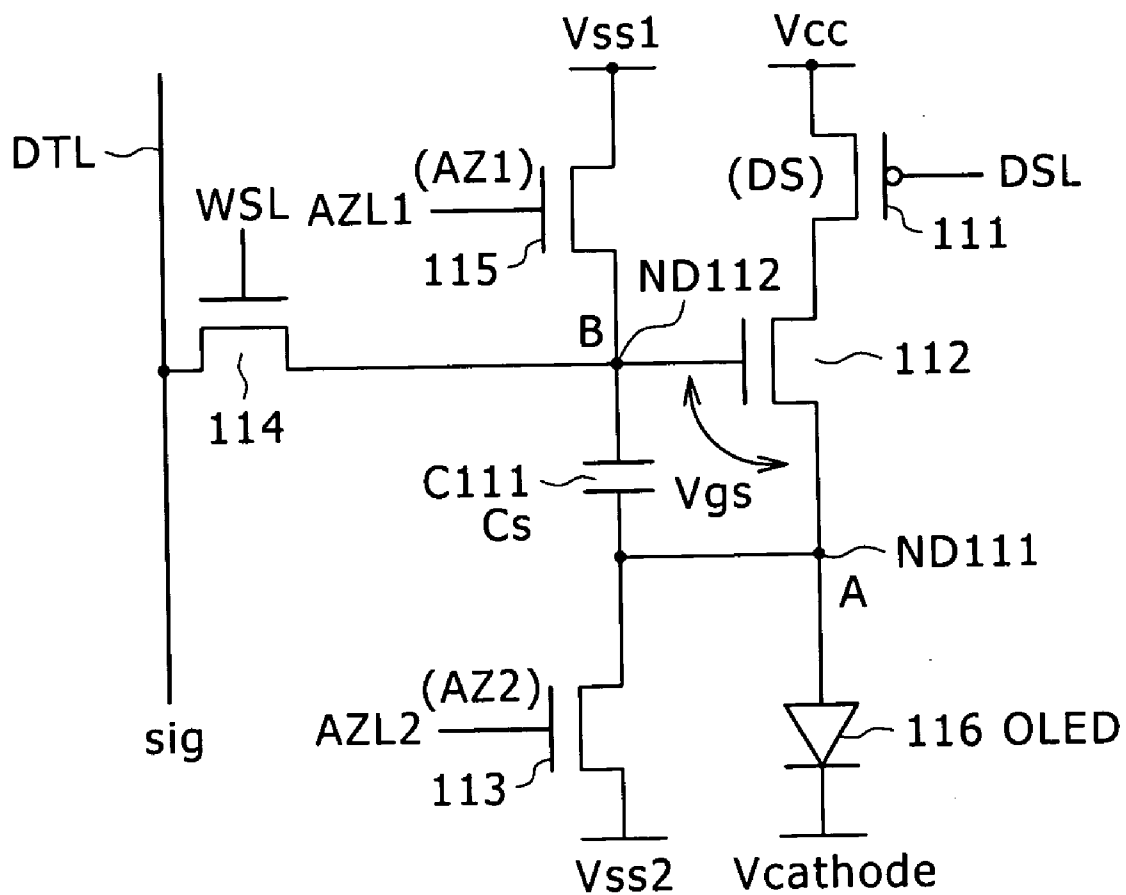 Vss1
Vcc
DTL
(AZ1)
(DS)
DSL
WSL
AZL1
111
115
ND112
B
112
114
C111
Cs
Vgs
ND111
A
(AZ2)
AZL2
sig
116 OLED
113
Vss2
Vcathode